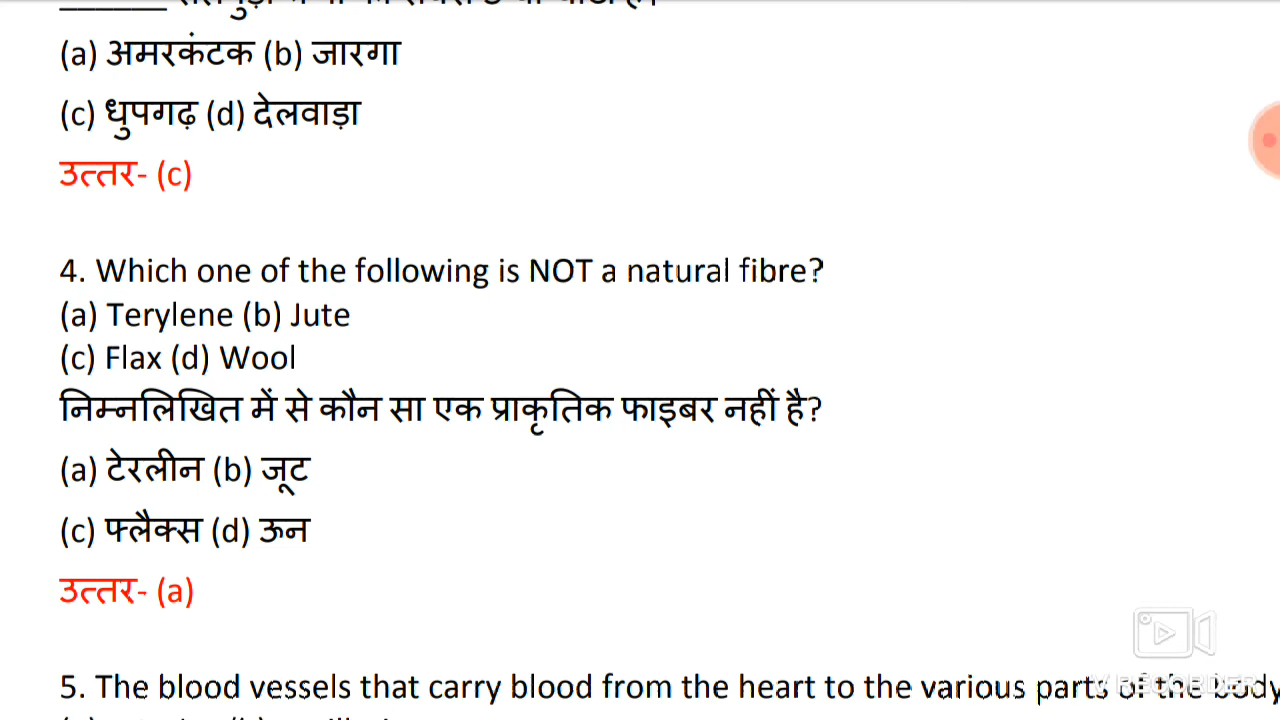 (a) अमरकंटक (b) जारगा
(c) धुपगढ़ (d) देलवाड़ा
उत्तर- (c)
4. Which one of the following is NOT a natural fibre?
(a) Terylene (b) Jute
(c) Flax (d) Wool
निम्नलिखित में से कौन सा एक प्राकृतिक फाइबर नहीं है?
(a) टेरलीन (b) जूट
(c) फ्लैक्स (d) ऊन
उत्तर- (a)
5. The blood vessels that carry blood from the heart to the various parts of the body
V RECORDER